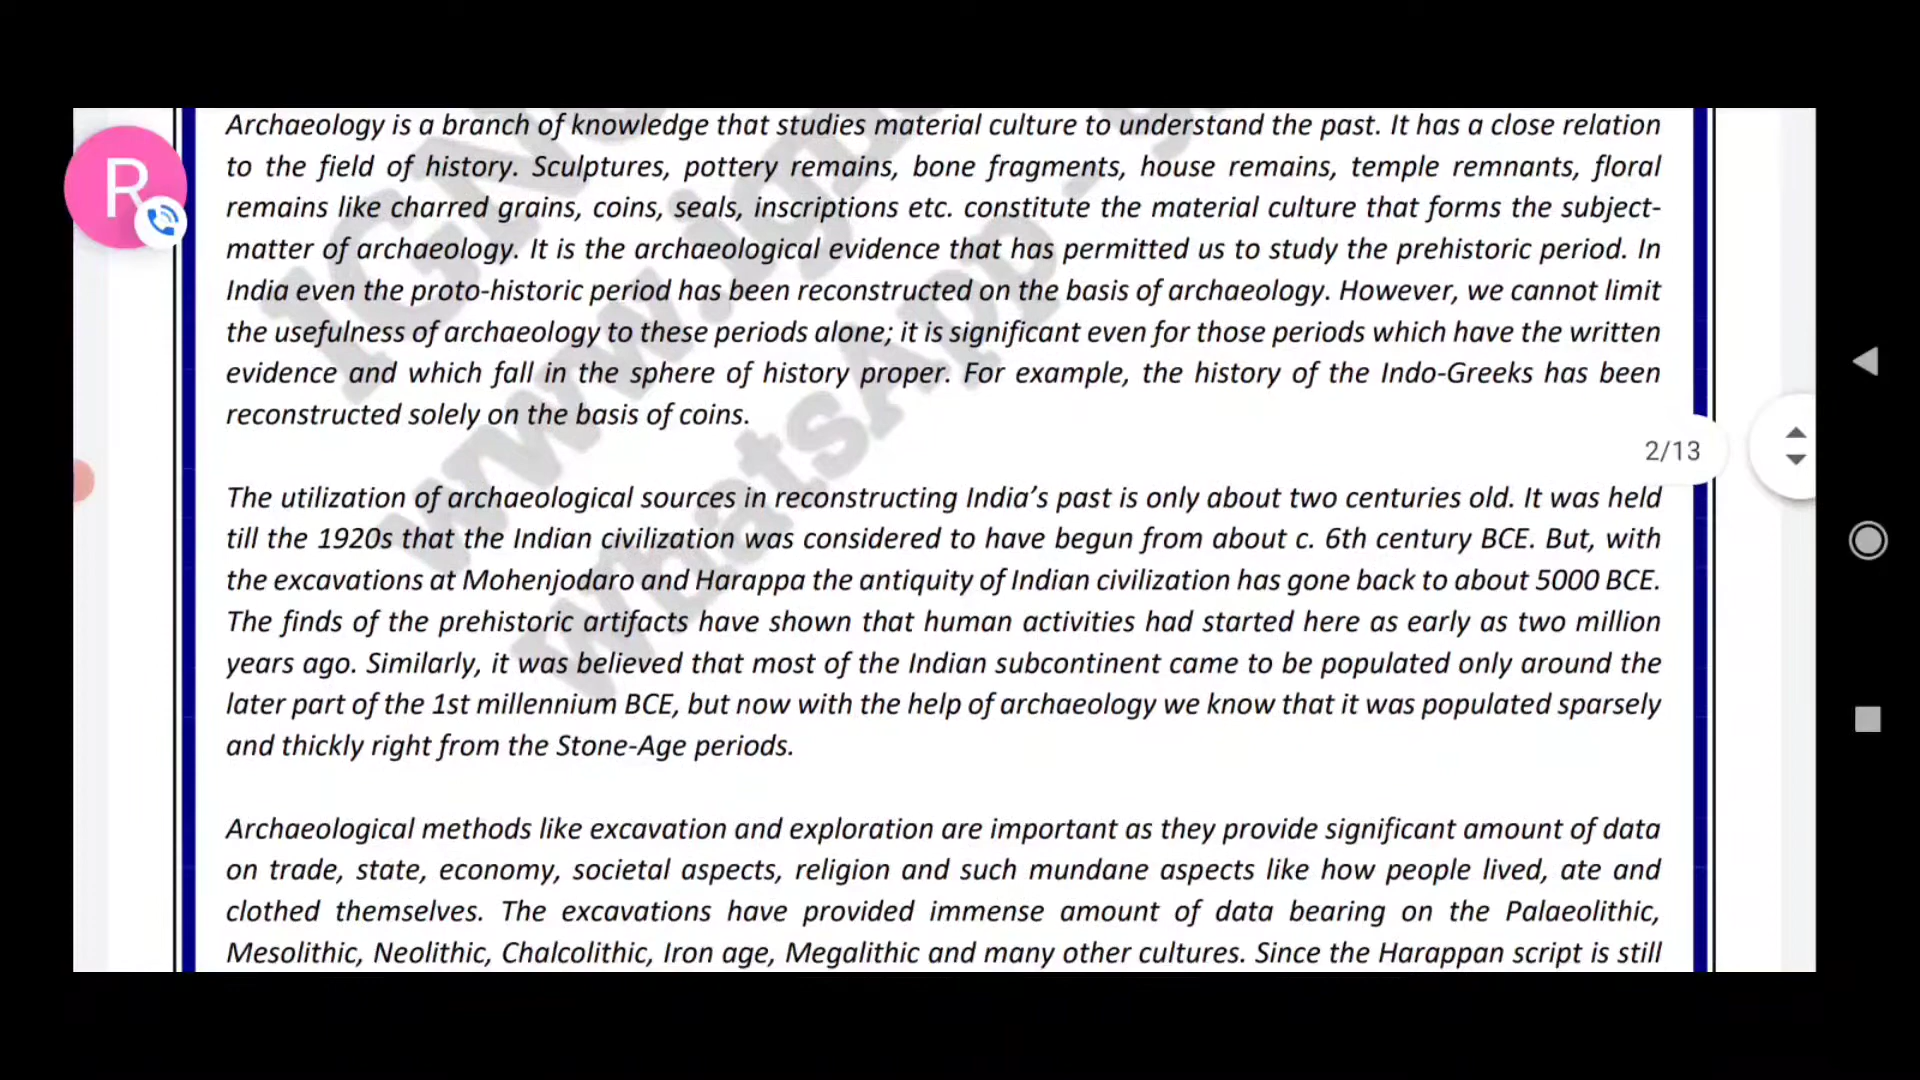 Archaeology is a branch of knowledge that studies material culture to understand the past. It has a close relation
to the field of history. Sculptures, pottery remains, bone fragments, house remains, temple remnants, floral
remains like charred grains, coins, seals, inscriptions etc. constitute the material culture that forms the subject-
matter of archaeology. It is the archaeological evidence that has permitted us to study the prehistoric period. In
India even the proto-historic period has been reconstructed on the basis of archaeology. However, we cannot limit
the usefulness of archaeology to these periods alone; it is significant even for those periods which have the written
evidence and which fall in the sphere of history proper. For example, the history of the Indo-Greeks has been
reconstructed solely on the basis of coins.
The utilization of archaeological sources in reconstructing India's past is only about two centuries old. It was held
till the 1920s that the Indian civilization was considered to have begun from about c. 6th century BCE. But, with
the excavations at Mohenjodaro and Harappa the antiquity of Indian civilization has gone back to about 5000 BCE.
The finds of the prehistoric artifacts have shown that human activities had started here as early as two million
years ago. Similarly, it was believed that most of the Indian subcontinent came to be populated only around the
later part of the 1st millennium BCE, but now with the help of archaeology we know that it was populated sparsely
and thickly right from the Stone-Age periods.
Archaeological methods like excavation and exploration are important as they provide significant amount of data
on trade, state, economy, societal aspects, religion and such mundane aspects like how people lived, ate and
clothed themselves. The excavations have provided immense amount of data bearing on the Palaeolithic,
Mesolithic, Neolithic, Chalcolithic, Iron age, Megalithic and many other cultures. Since the Harappan script is still
R
2/13
WhatsApp